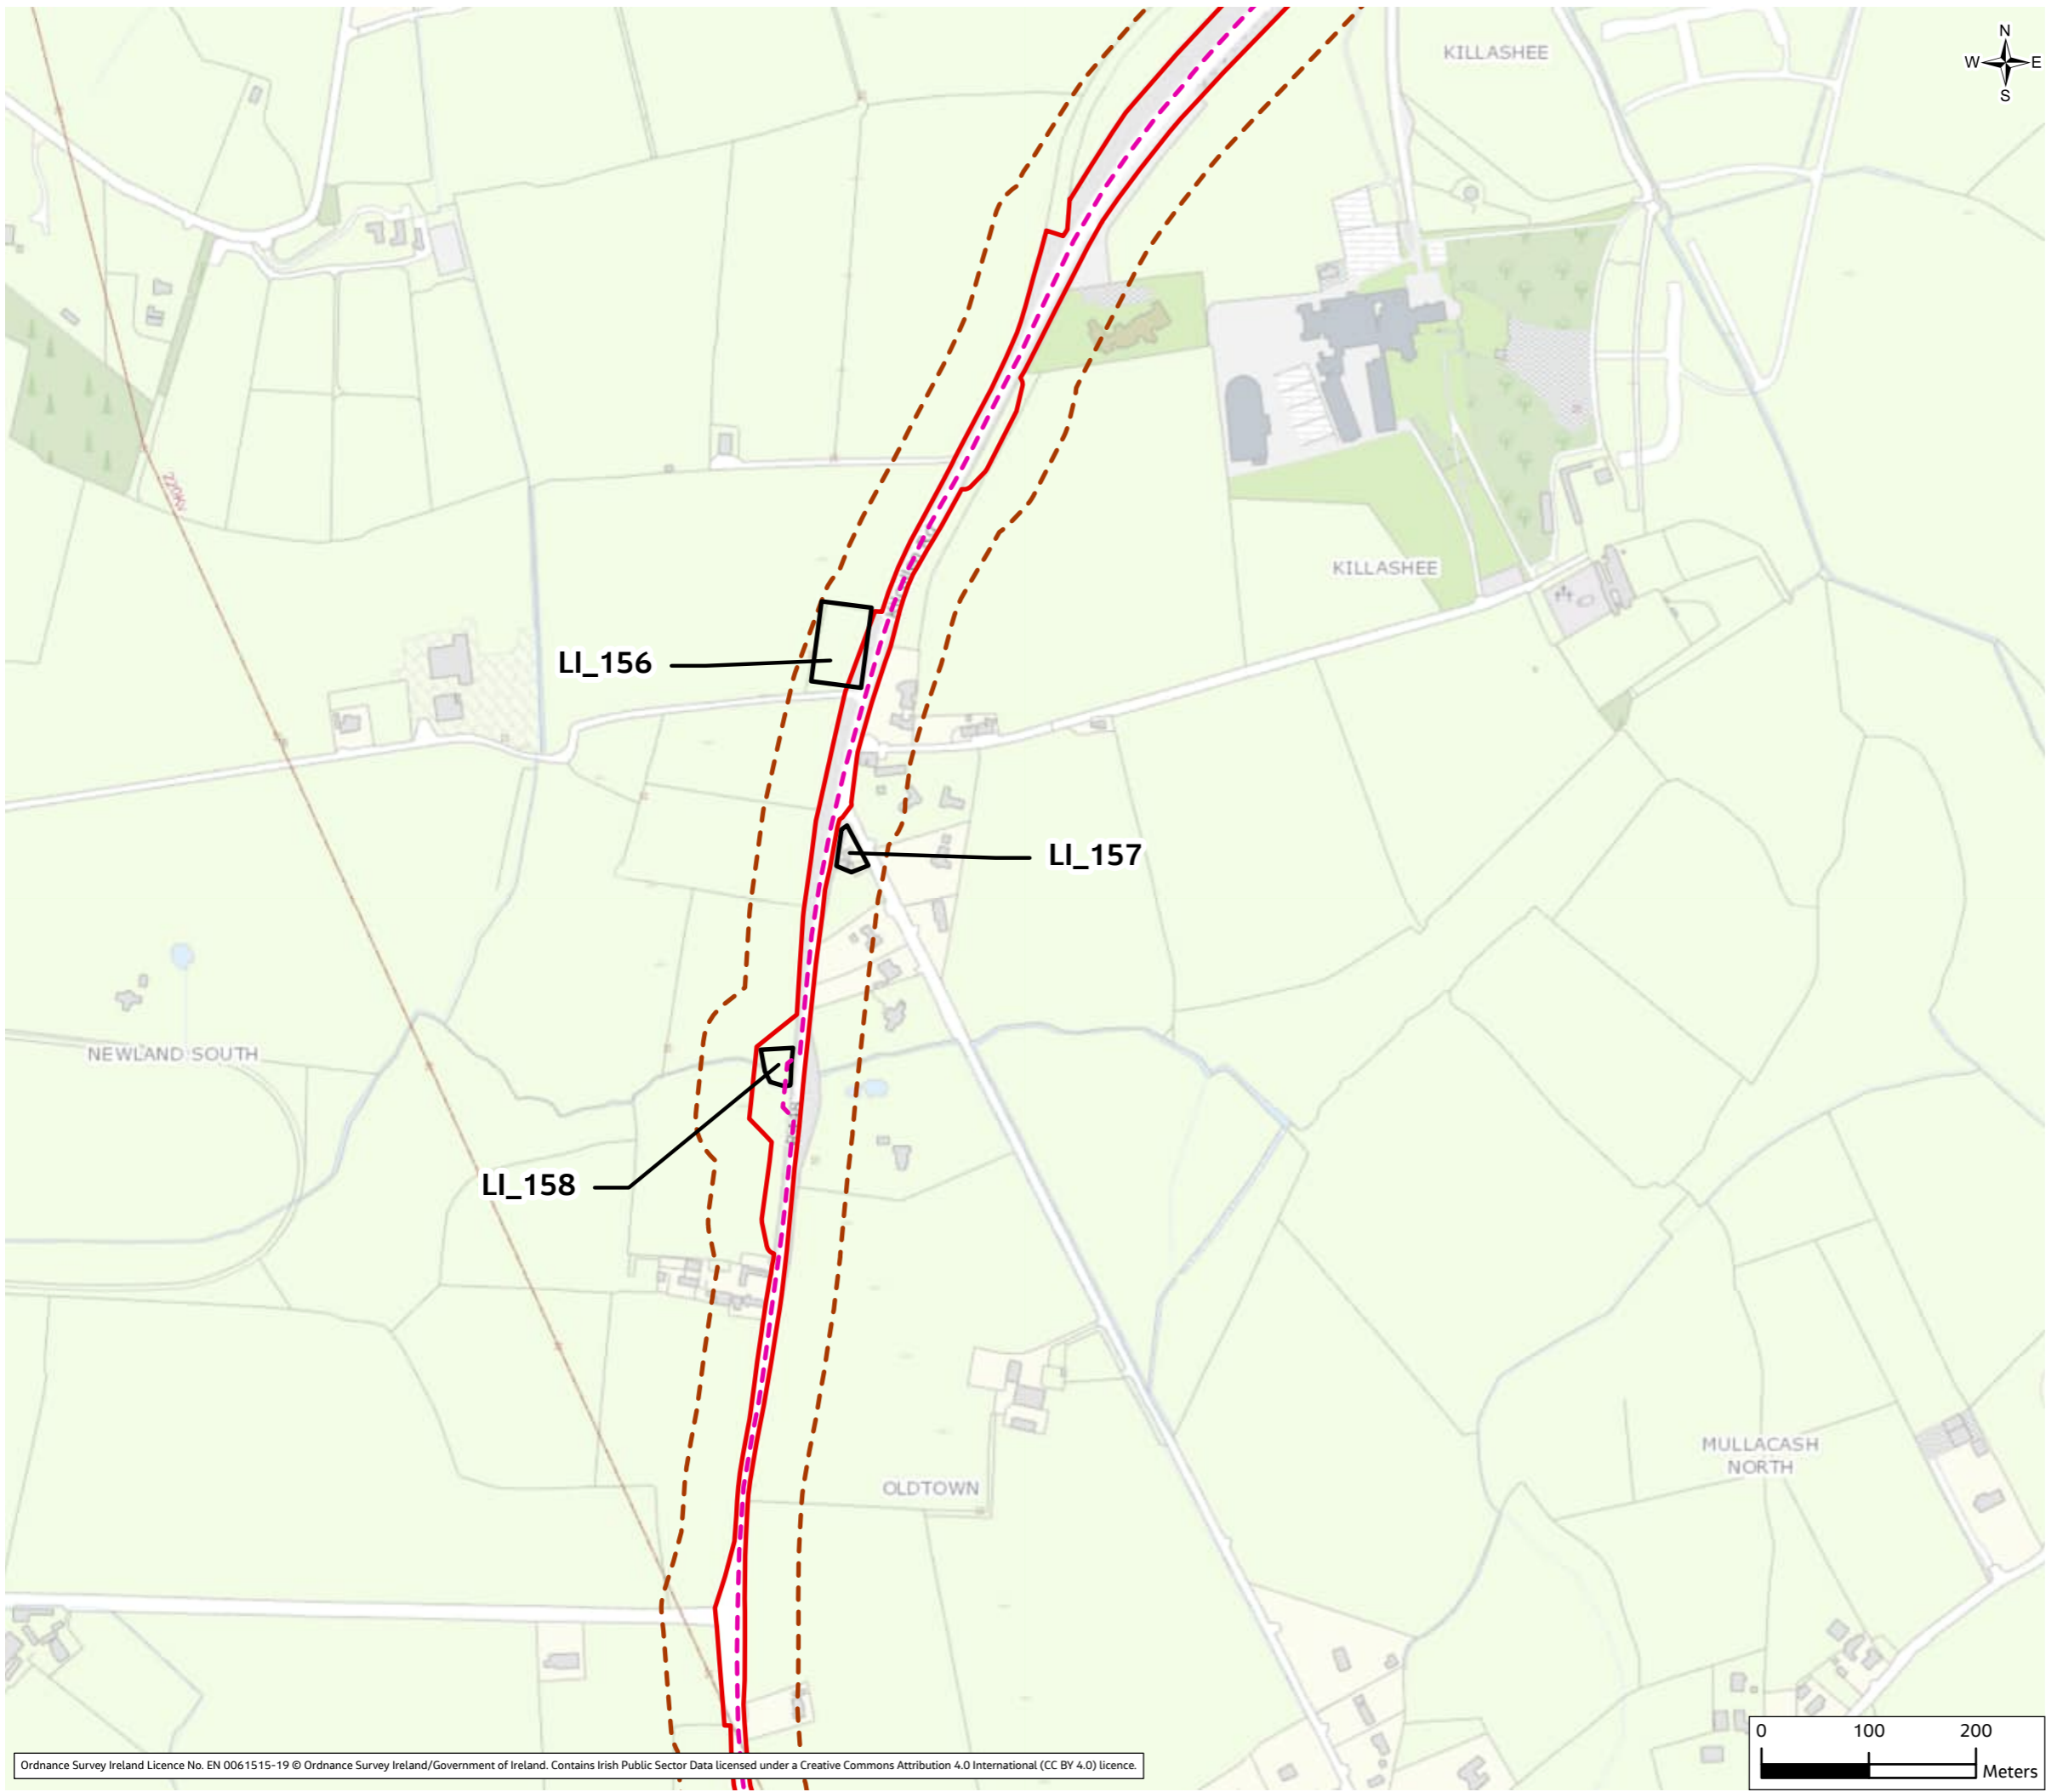 KILLASHEE
N
W E
S
220KV
KILLASHEE
LI_156
LI_157
NEWLAND SOUTH
LI_158
MULLACASH
NORTH
OLDTOWN
0 100 200
Meters
Ordnance Survey Ireland Licence No. EN 0061515-19 © Ordnance Survey Ireland/Government of Ireland. Contains Irish Public Sector Data licensed under a Creative Commons Attribution 4.0 International (CC BY 4.0) licence.